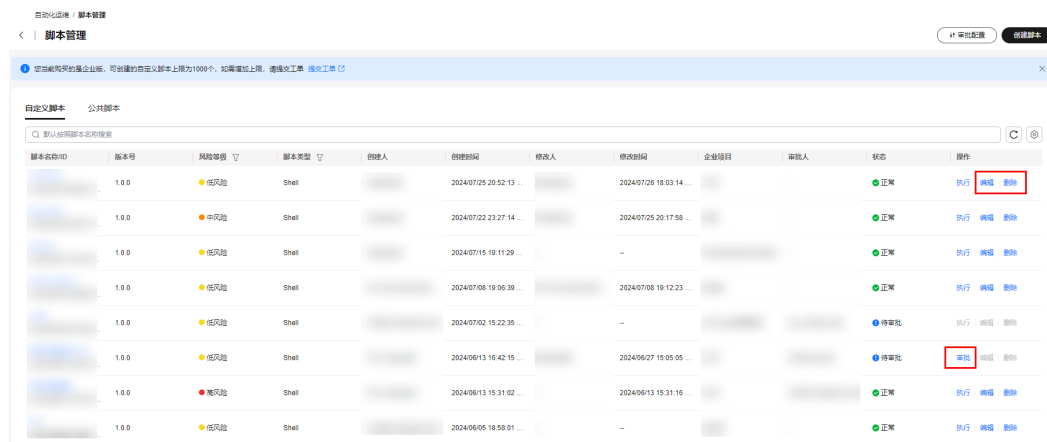 自动化运维 / 脚本管理
脚本管理
审批配置
创建脚本
您当前购买的是企业版，可创建的自定义脚本上限为1000个，如需增加上限，请提交工单 提交工单
自定义脚本 公共脚本
默认按照脚本名称搜索
脚本名称/ID 版本号 风险等级 脚本类型 创建人 创建时间 修改人 修改时间 企业项目 审批人 状态 操作
1.0.0 低风险 Shell 2024/07/25 20:52:13 ... 2024/07/26 18:03:14 ... 正常 执行 编辑 删除
1.0.0 中风险 Shell 2024/07/22 23:27:14 ... 2024/07/25 20:17:58 ... 正常 执行 编辑 删除
1.0.0 低风险 Shell 2024/07/15 19:11:29 ... -- 正常 执行 编辑 删除
1.0.0 低风险 Shell 2024/07/08 19:06:39 ... 2024/07/08 19:12:23 ... 正常 执行 编辑 删除
1.0.0 低风险 Shell 2024/07/02 15:22:35 ... -- 待审批 执行 编辑 删除
1.0.0 低风险 Shell 2024/06/13 16:42:15 ... 2024/06/27 15:05:05 ... 待审批 审批 编辑 删除
1.0.0 高风险 Shell 2024/06/13 15:31:02 ... 2024/06/13 15:31:16 ... 正常 执行 编辑 删除
1.0.0 低风险 Shell 2024/06/05 18:58:01 ... -- 正常 执行 编辑 删除